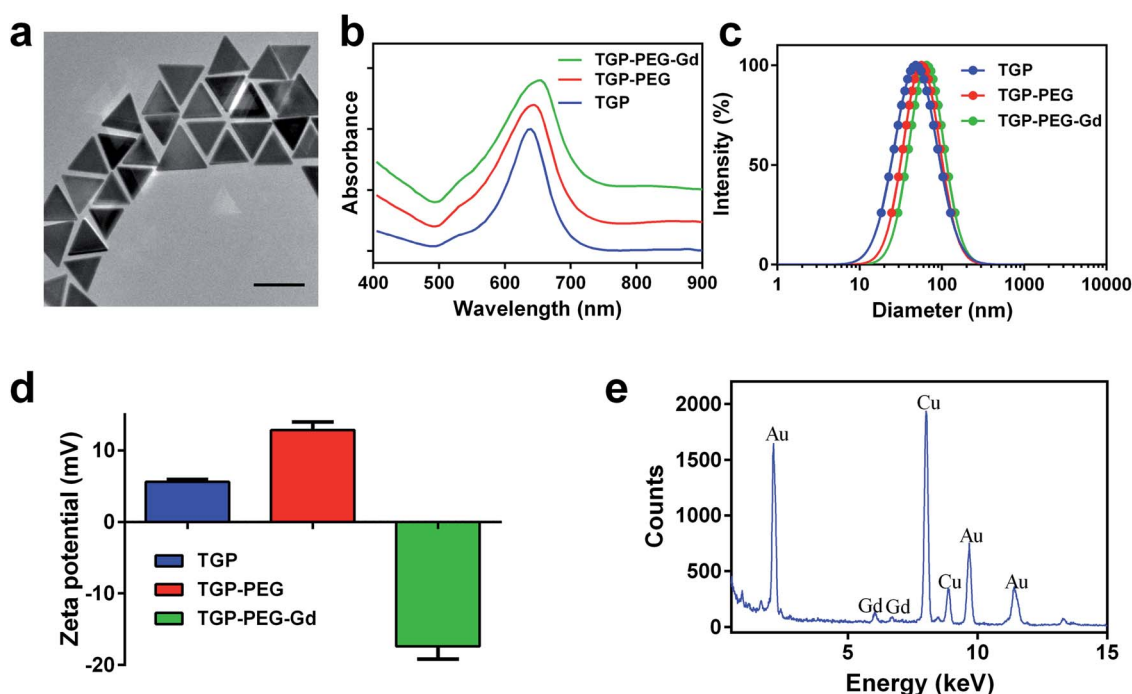 a
b
TGP-PEG-Gd
TGP-PEG
TGP
Absorbance
400 500 600 700 800 900
Wavelength (nm)
c
100
50
0
Intensity (%)
TGP
TGP-PEG
TGP-PEG-Gd
1 10 100 1000 10000
Diameter (nm)
d
10
0
-10
-20
Zeta potential (mV)
TGP
TGP-PEG
TGP-PEG-Gd
e
2000
1500
1000
500
0
Counts
Au
Gd
Gd
Cu
Cu
Au
Au
5 10 15
Energy (keV)